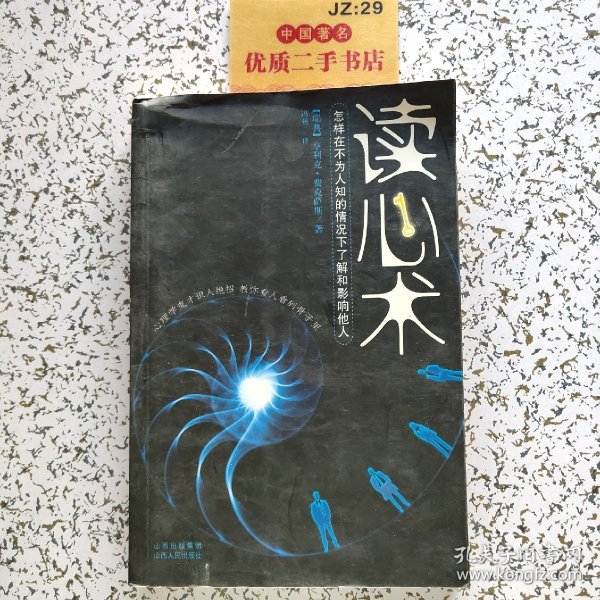 JZ:29
中国著名
优质二手书店
读心术
怎样在不为人知的情况下了解和影响他人
【瑞典】亨利克·费克萨斯 著
冯杨 译
心理学鬼才识人绝招 教你看人看到骨子里
山西出版集团
山西人民出版社
孔夫子旧书网
www.kongfz.com